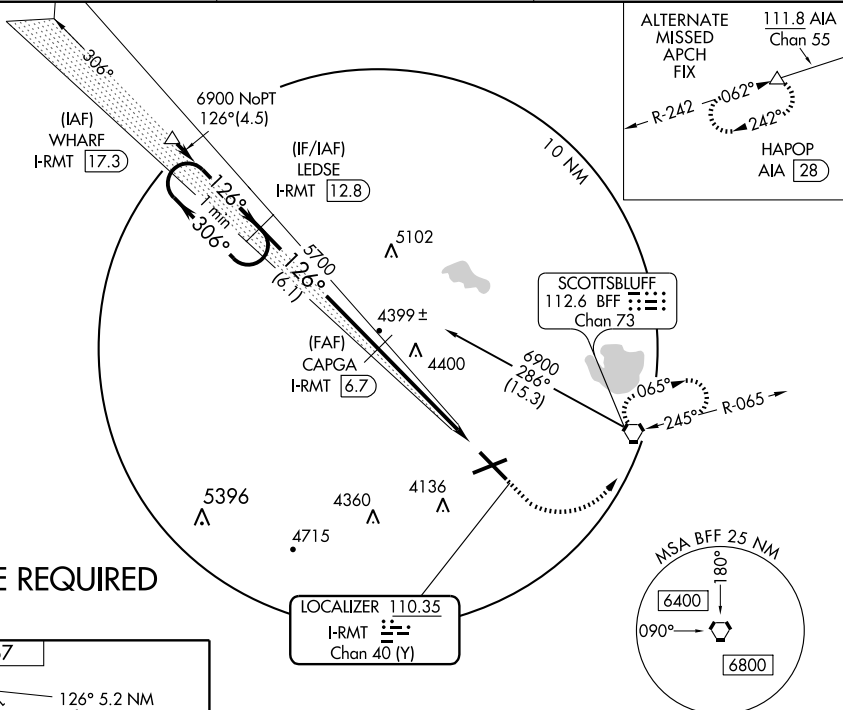 ALTERNATE
MISSED
APCH
FIX
111.8 AIA
Chan 55
R-242
062°
242°
HAPOP
AIA 28
306°
6900 NoPT
126°(4.5)
(IAF)
WHARF
I-RMT 17.3
(IF/IAF)
LEDSE
I-RMT 12.8
10 NM
126°
1 min
306°
5700
126°
(6.1)
5102
SCOTTSBLUFF
112.6 BFF
Chan 73
4399 ±
(FAF)
CAPGA
I-RMT 6.7
4400
6900
286°
(15.3)
065°
245°
R-065
5396
4360
4136
4715
MSA BFF 25 NM
180°
6400
090°
6800
E REQUIRED
LOCALIZER 110.35
I-RMT
Chan 40 (Y)
126° 5.2 NM